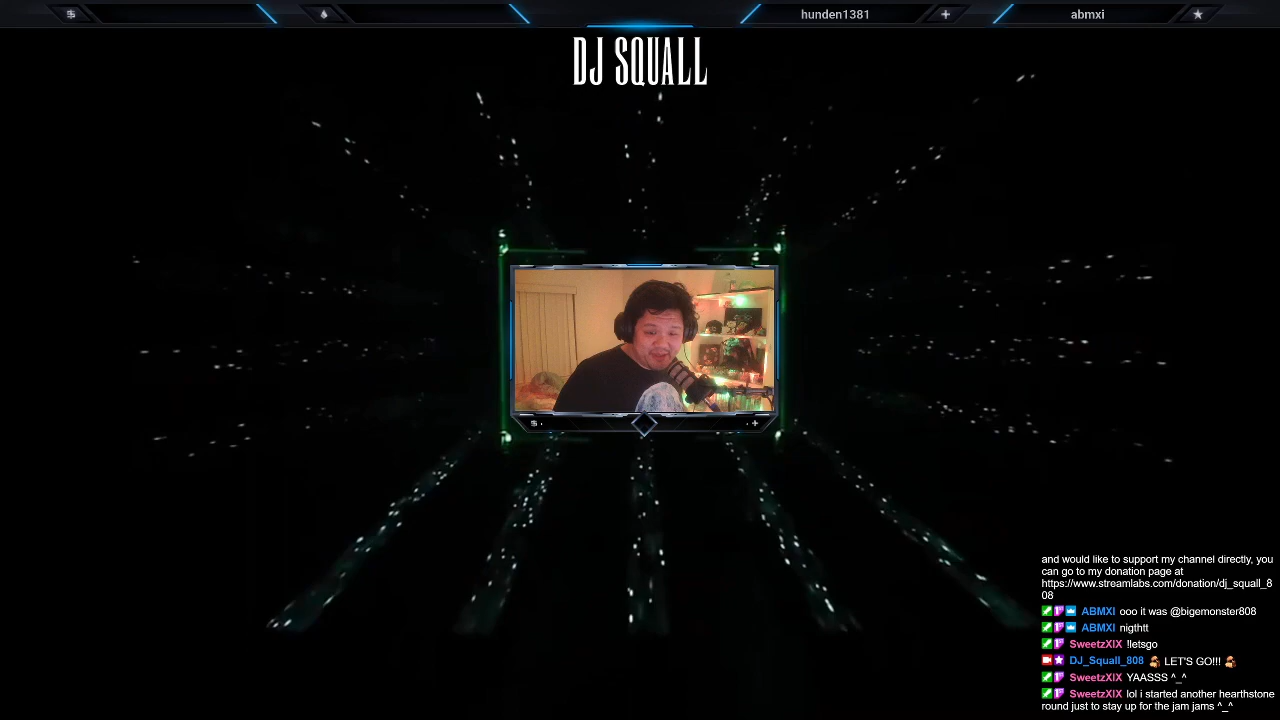 hunden1381
abmxi
DJ SQUALL
and would like to support my channel directly, you
can go to my donation page at
https://www.streamlabs.com/donation/dj_squall_8
08
ABMXI ooo it was @bigemonster808
ABMXI nigthtt
SweetzXIX !letsgo
DJ_Squall_808 LET'S GO!!!
SweetzXIX YAASSS ^_^
SweetzXIX lol i started another hearthstone
round just to stay up for the jam jams ^_^